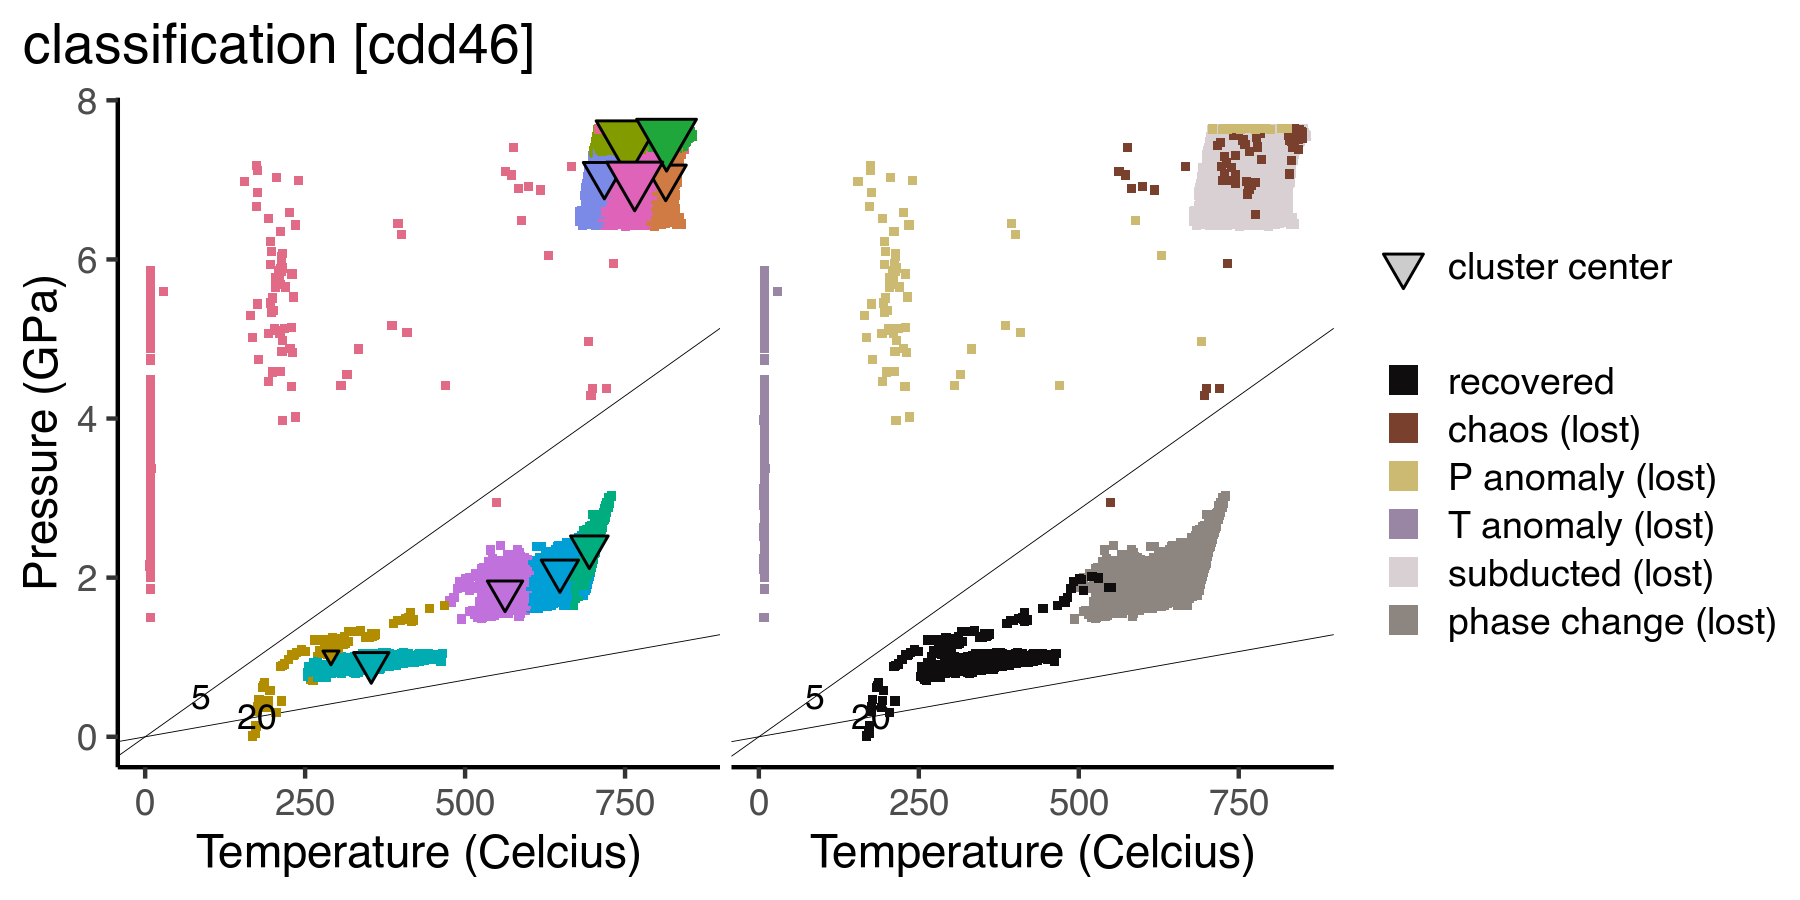 classification [cdd46]
Pressure (GPa)
8
6
4
2
0
5
20
0 250 500 750
Temperature (Celcius)
5
20
0 250 500 750
Temperature (Celcius)
cluster center
recovered
chaos (lost)
P anomaly (lost)
T anomaly (lost)
subducted (lost)
phase change (lost)